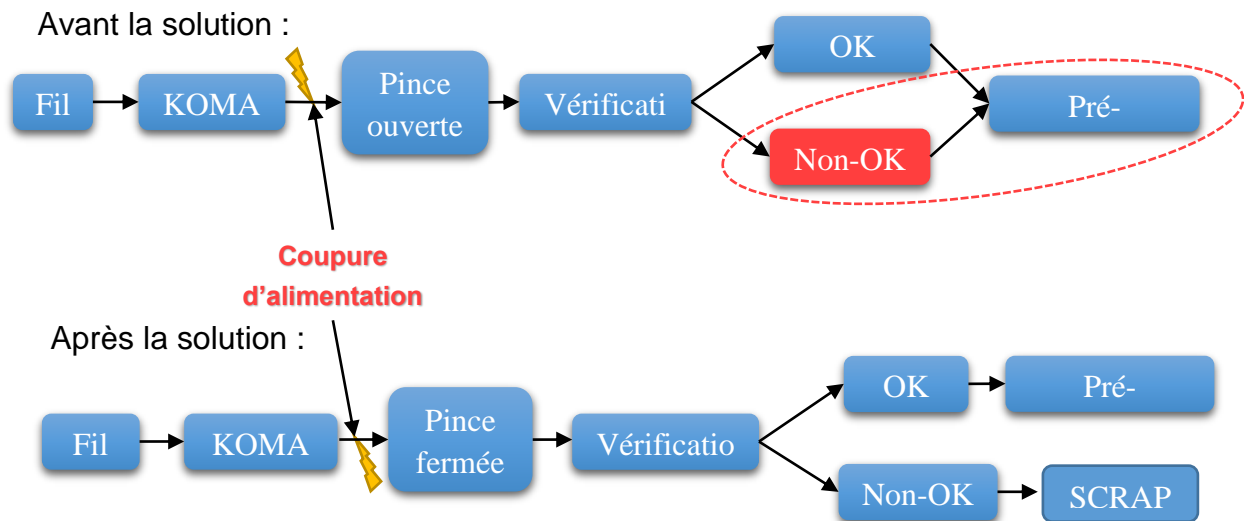 Avant la solution :
Fil
KOMA
Pince
ouverte
Vérificati
OK
Non-OK
Pré-
Coupure
d'alimentation
Après la solution :
Fil
KOMA
Pince
fermée
Vérificatio
OK
Pré-
Non-OK
SCRAP